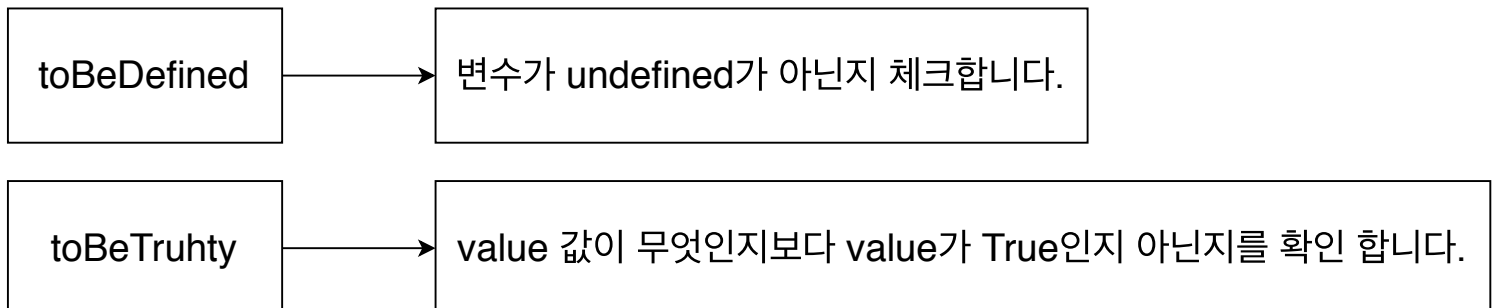 toBeDefined
변수가 undefined가 아닌지 체크합니다.
toBeTruhty
value 값이 무엇인지보다 value가 True인지 아닌지를 확인 합니다.